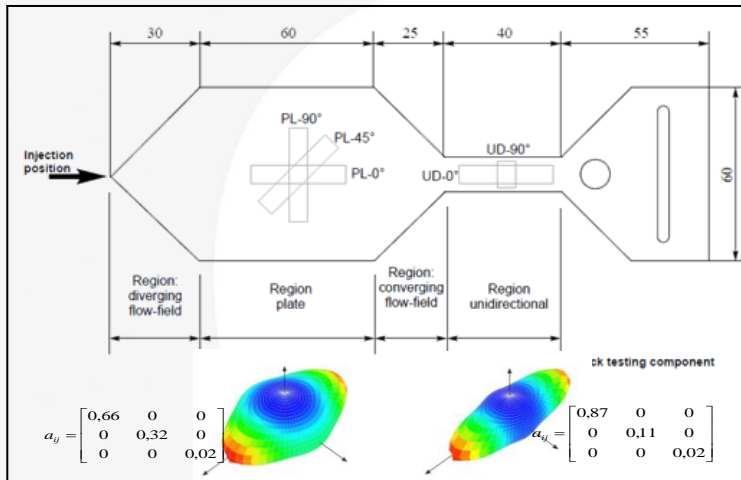 30 60 25 40 55
PL-90°
PL-45°
PL-0°
UD-90°
UD-0°
Injection
position
60
Region:
diverging
flow-field
Region
plate
Region:
converging
flow-field
Region
unidirectional
ck testing component
a_ij = [0,66 0 0
0 0,32 0
0 0 0,02]
a_ij = [0,87 0 0
0 0,11 0
0 0 0,02]